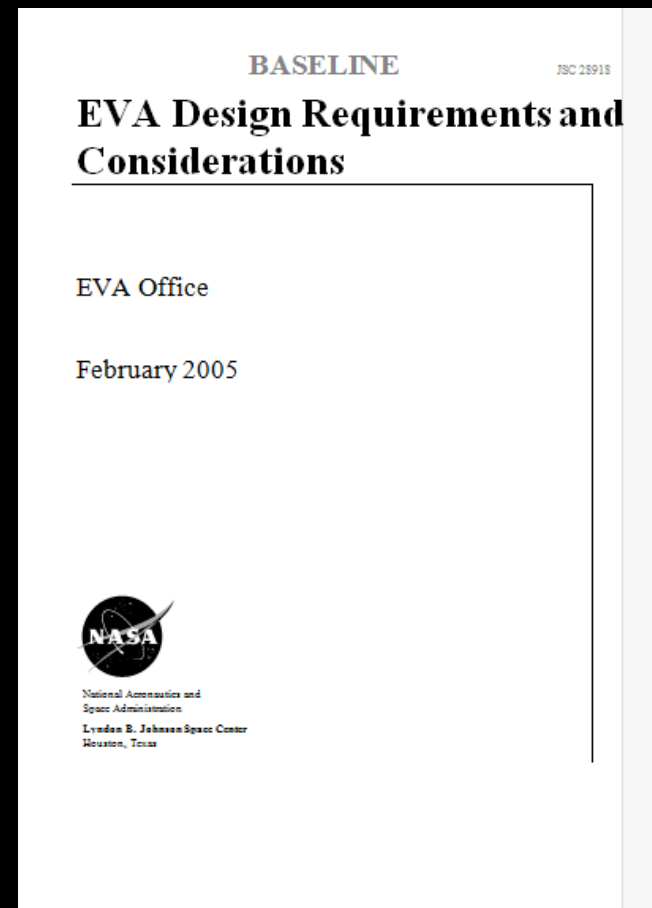 BASELINE JSC 28918
EVA Design Requirements and
Considerations
EVA Office
February 2005
NASA
National Aeronautics and
Space Administration
Lyndon B. Johnson Space Center
Houston, Texas